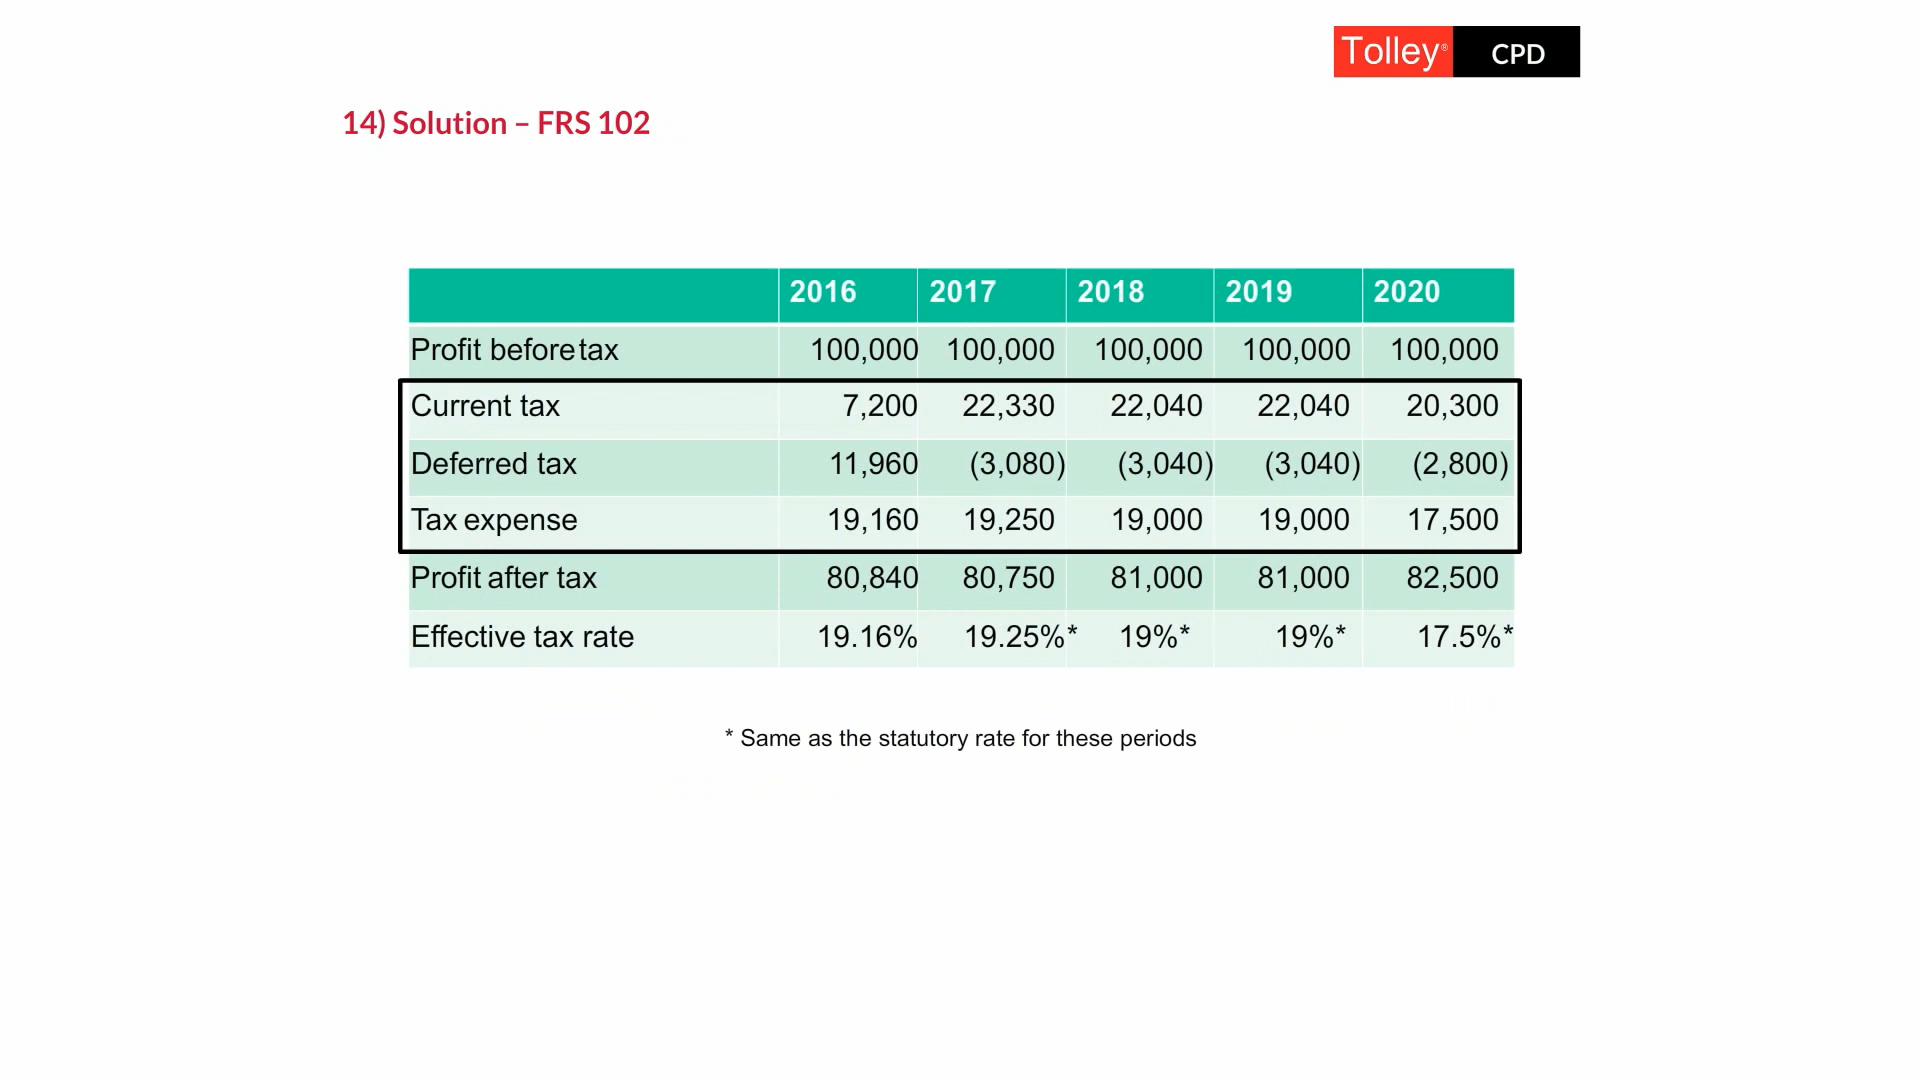 Tolley® CPD
14) Solution – FRS 102
2016 2017 2018 2019 2020
Profit before tax 100,000 100,000 100,000 100,000 100,000
Current tax 7,200 22,330 22,040 22,040 20,300
Deferred tax 11,960 (3,080) (3,040) (3,040) (2,800)
Tax expense 19,160 19,250 19,000 19,000 17,500
Profit after tax 80,840 80,750 81,000 81,000 82,500
Effective tax rate 19.16% 19.25%* 19%* 19%* 17.5%*
* Same as the statutory rate for these periods